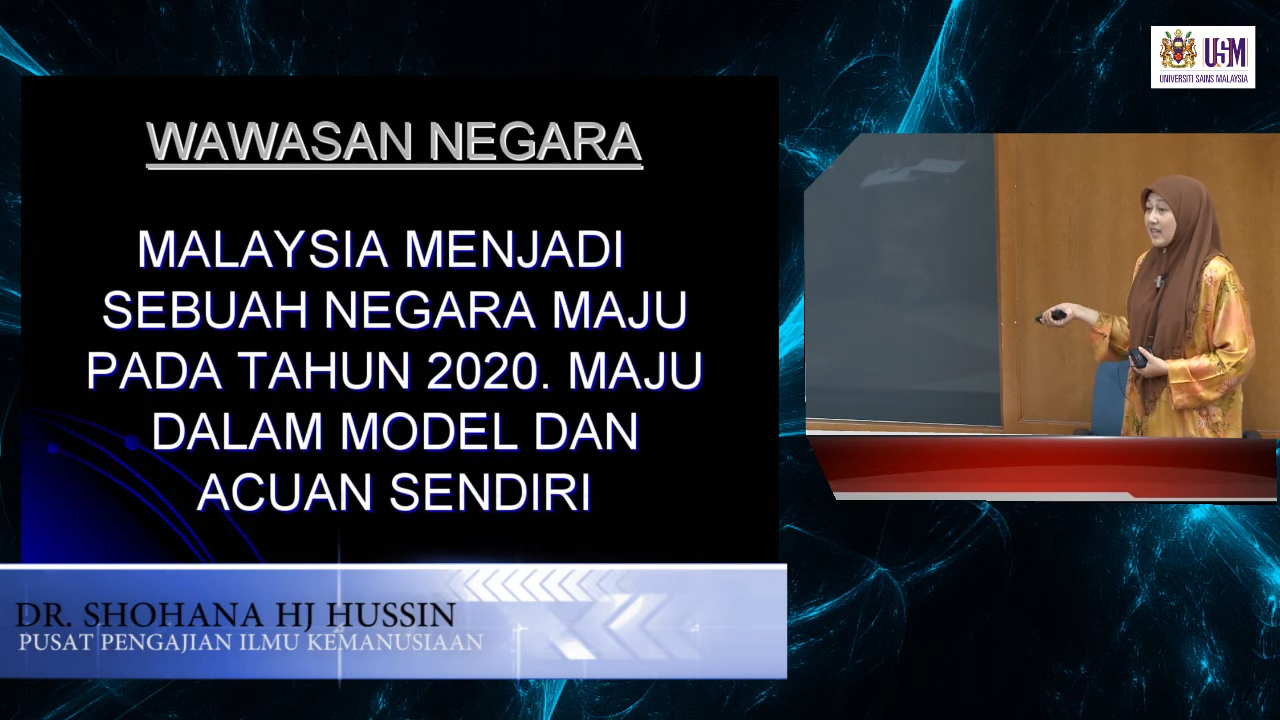 USM
UNIVERSITI SAINS MALAYSIA
WAWASAN NEGARA
MALAYSIA MENJADI
SEBUAH NEGARA MAJU
PADA TAHUN 2020. MAJU
DALAM MODEL DAN
ACUAN SENDIRI
DR. SHOHANA HJ HUSSIN
PUSAT PENGAJIAN ILMU KEMANUSIAAN